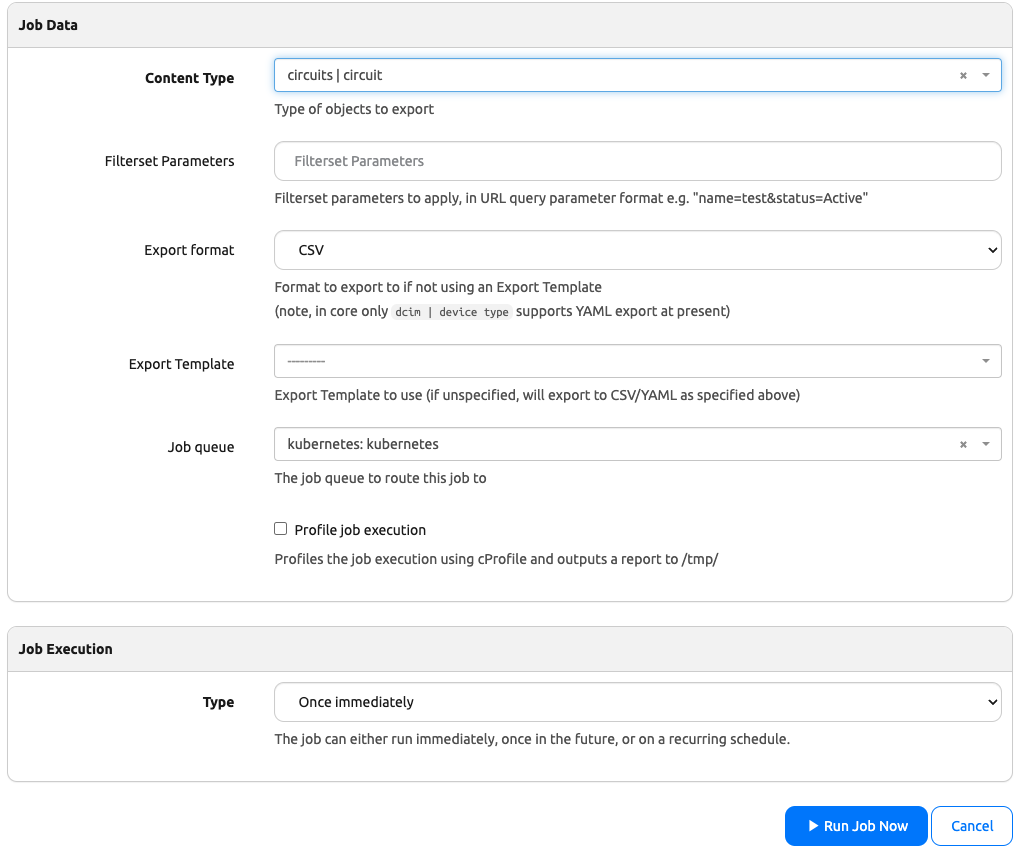 Job Data
Content Type
circuits | circuit
×
Type of objects to export
Filterset Parameters
Filterset Parameters
Filterset parameters to apply, in URL query parameter format e.g. "name=test&status=Active"
Export format
CSV
Format to export to if not using an Export Template
(note, in core only dcim | device type supports YAML export at present)
Export Template
---------
Export Template to use (if unspecified, will export to CSV/YAML as specified above)
Job queue
kubernetes: kubernetes
×
The job queue to route this job to
Profile job execution
Profiles the job execution using cProfile and outputs a report to /tmp/
Job Execution
Type
Once immediately
The job can either run immediately, once in the future, or on a recurring schedule.
Run Job Now
Cancel